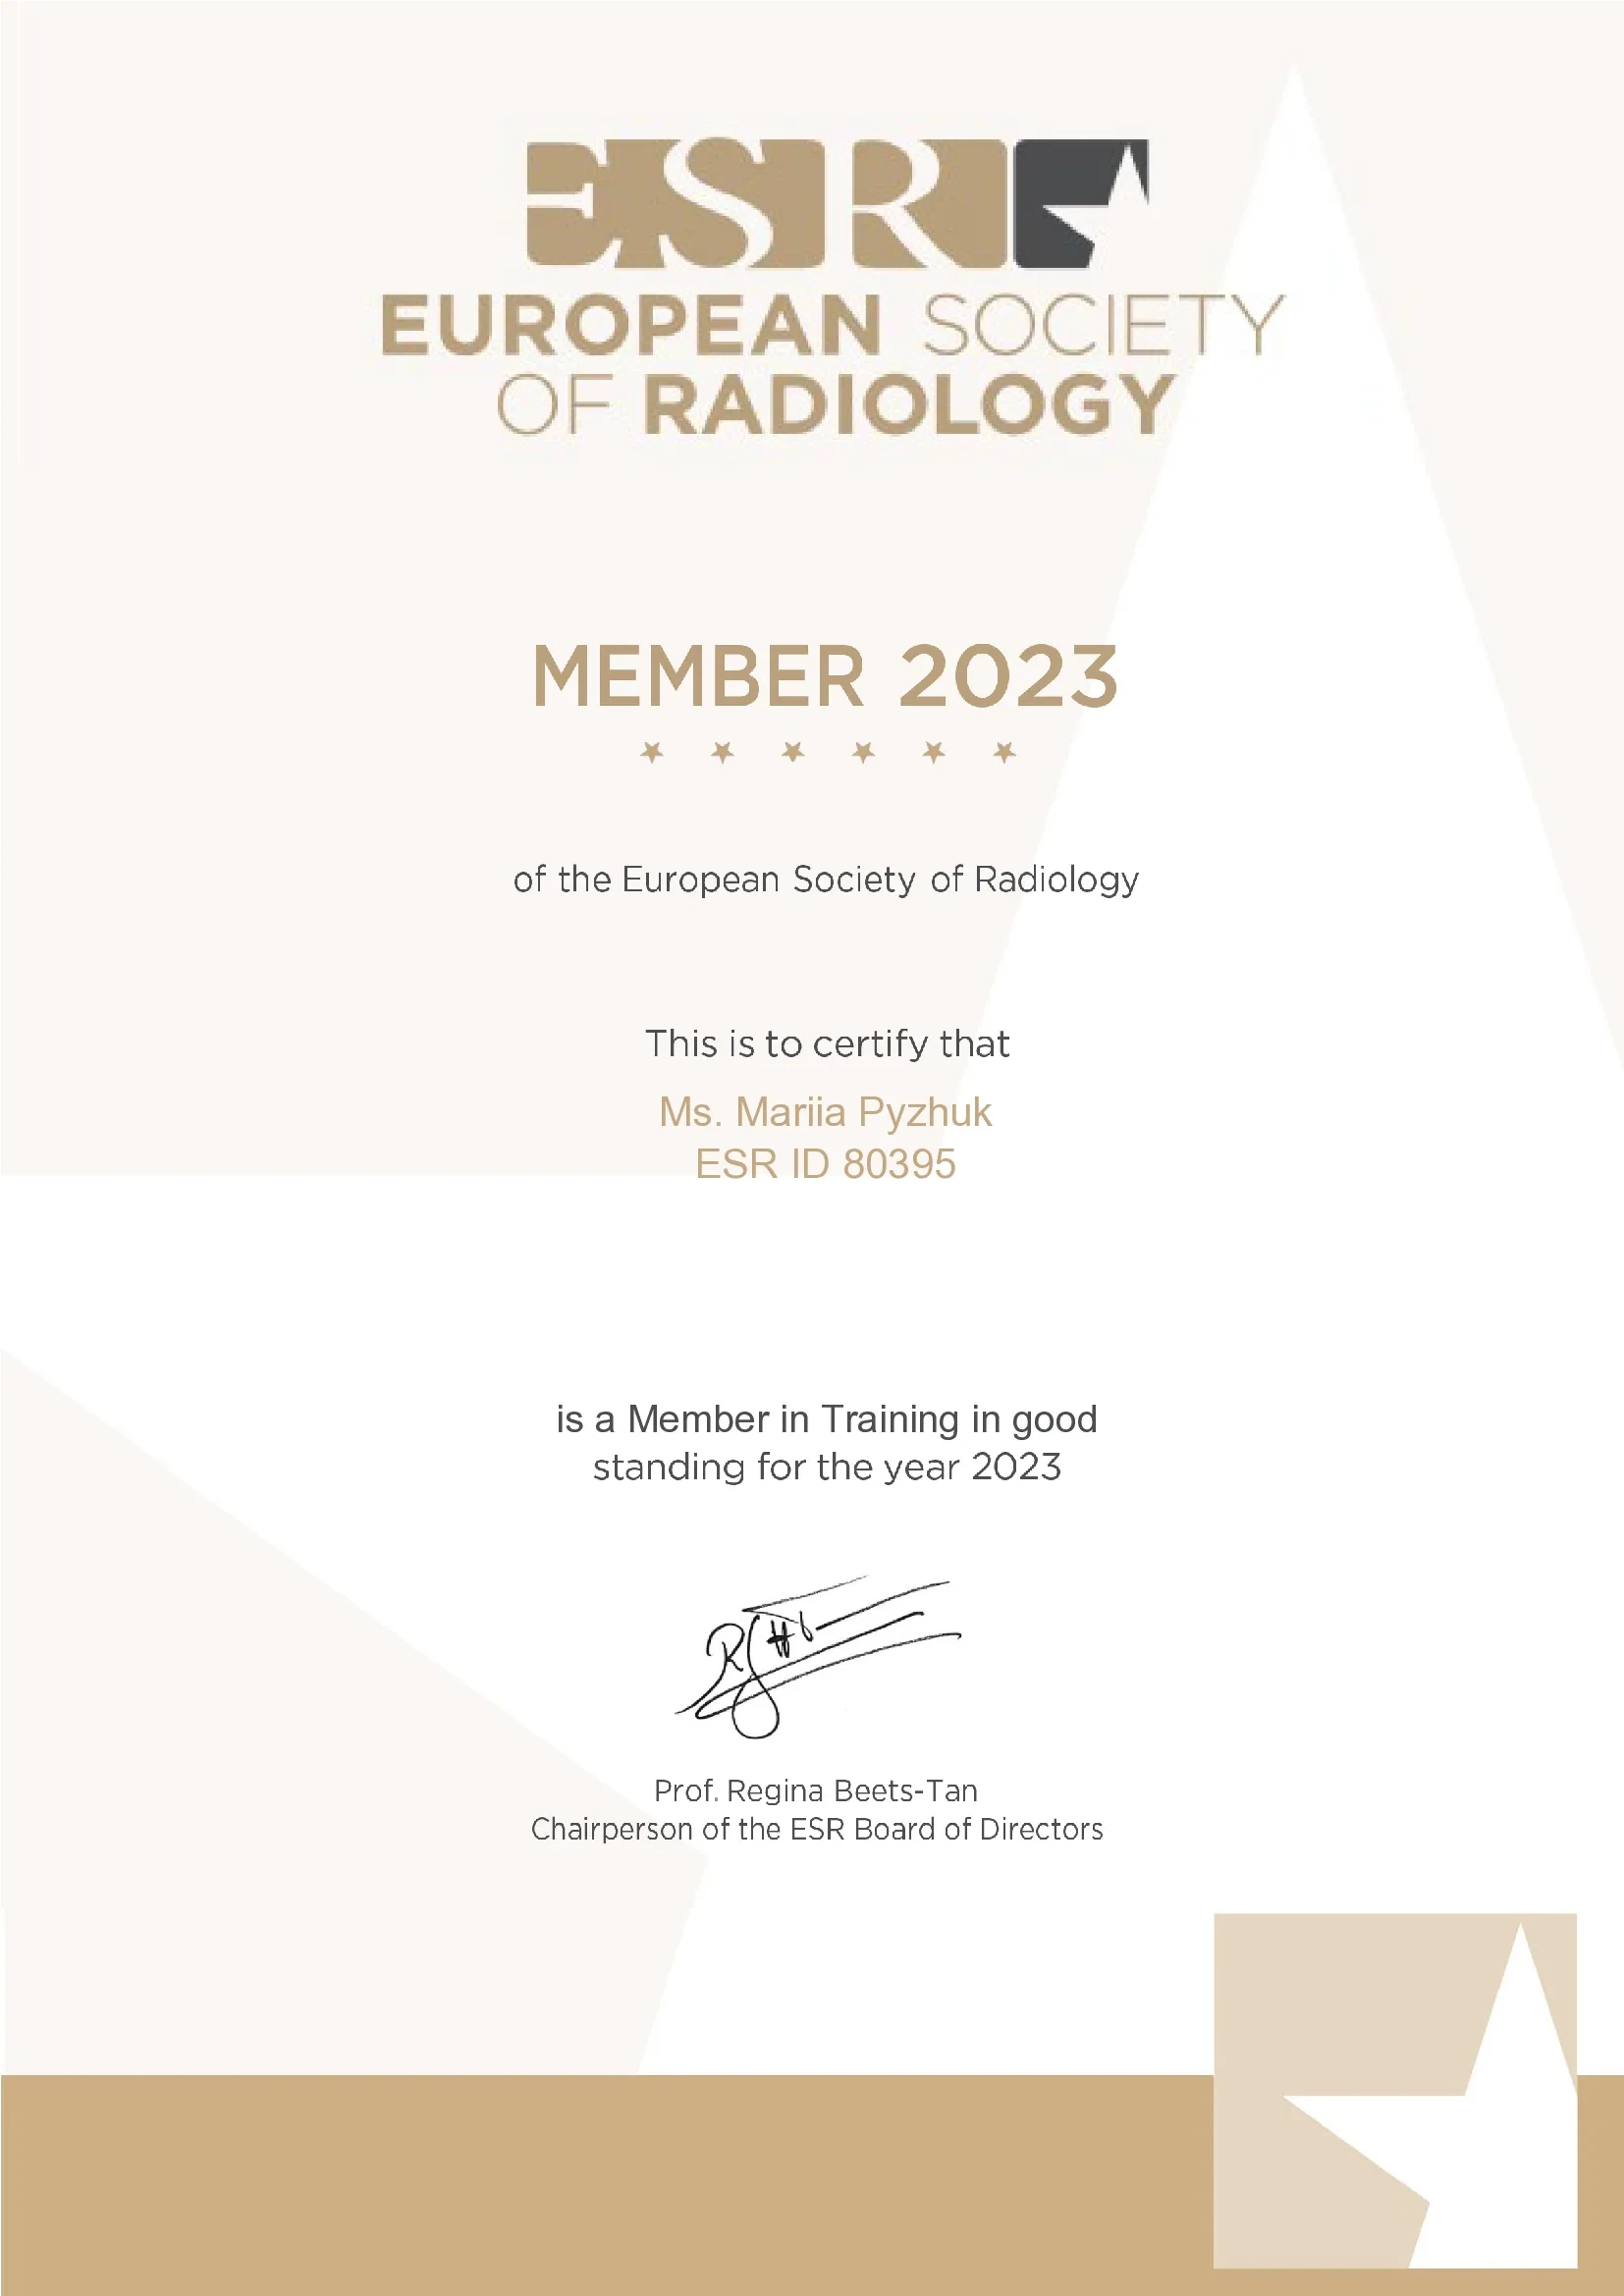 ESR
EUROPEAN SOCIETY
OF RADIOLOGY
MEMBER 2023
of the European Society of Radiology
This is to certify that
Ms. Mariia Pyzhuk
ESR ID 80395
is a Member in Training in good
standing for the year 2023
Prof. Regina Beets-Tan
Chairperson of the ESR Board of Directors